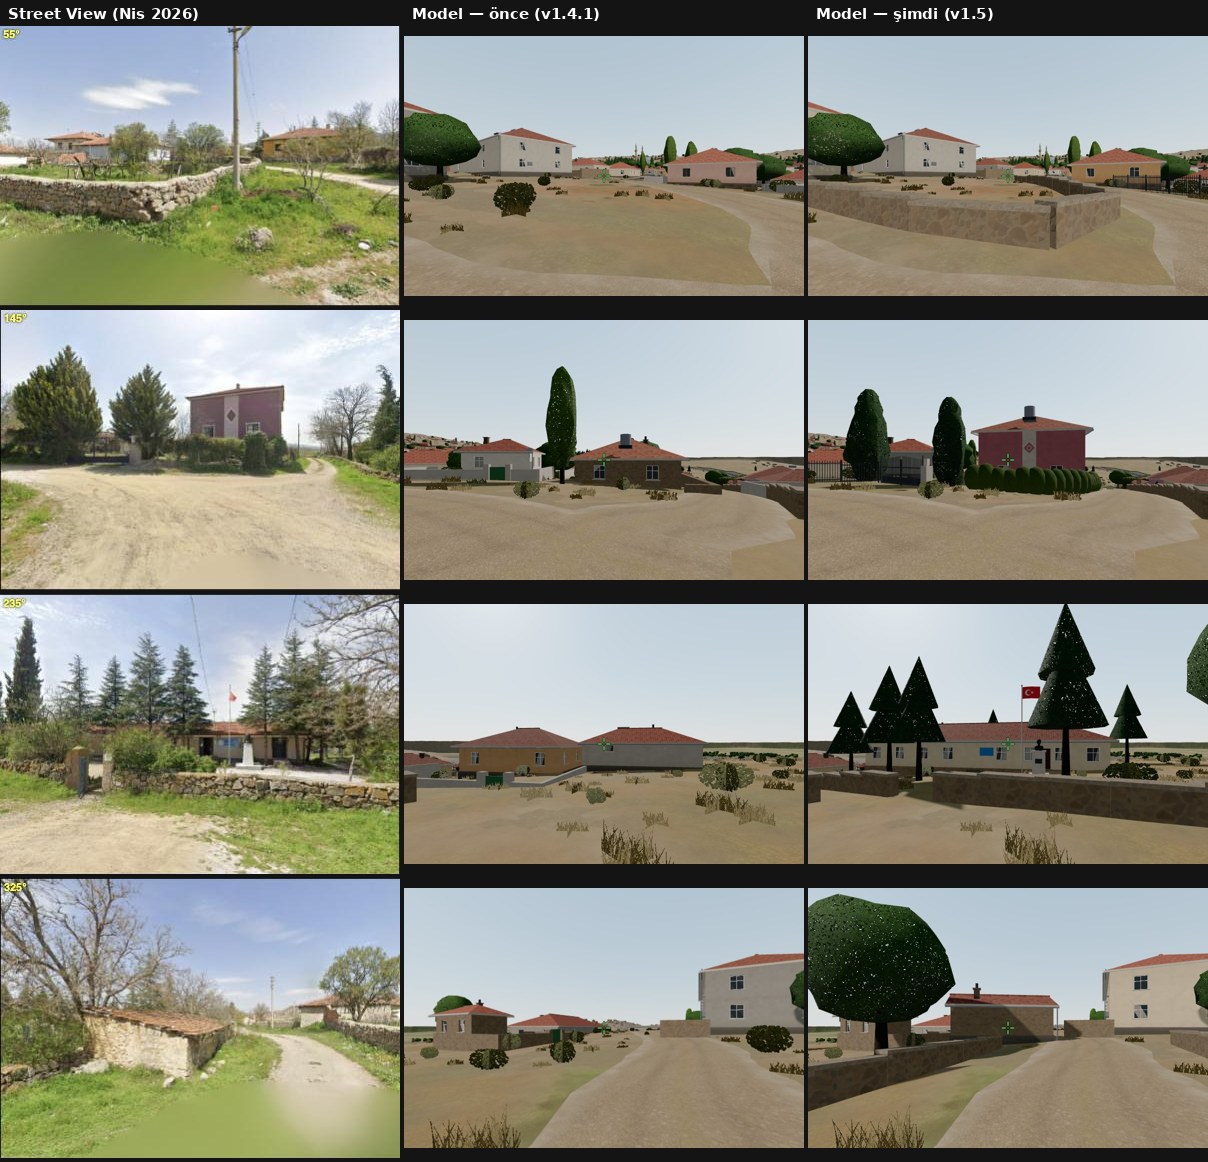 Street View (Nis 2026)
Model — önce (v1.4.1)
Model — şimdi (v1.5)
55°
145°
235°
325°